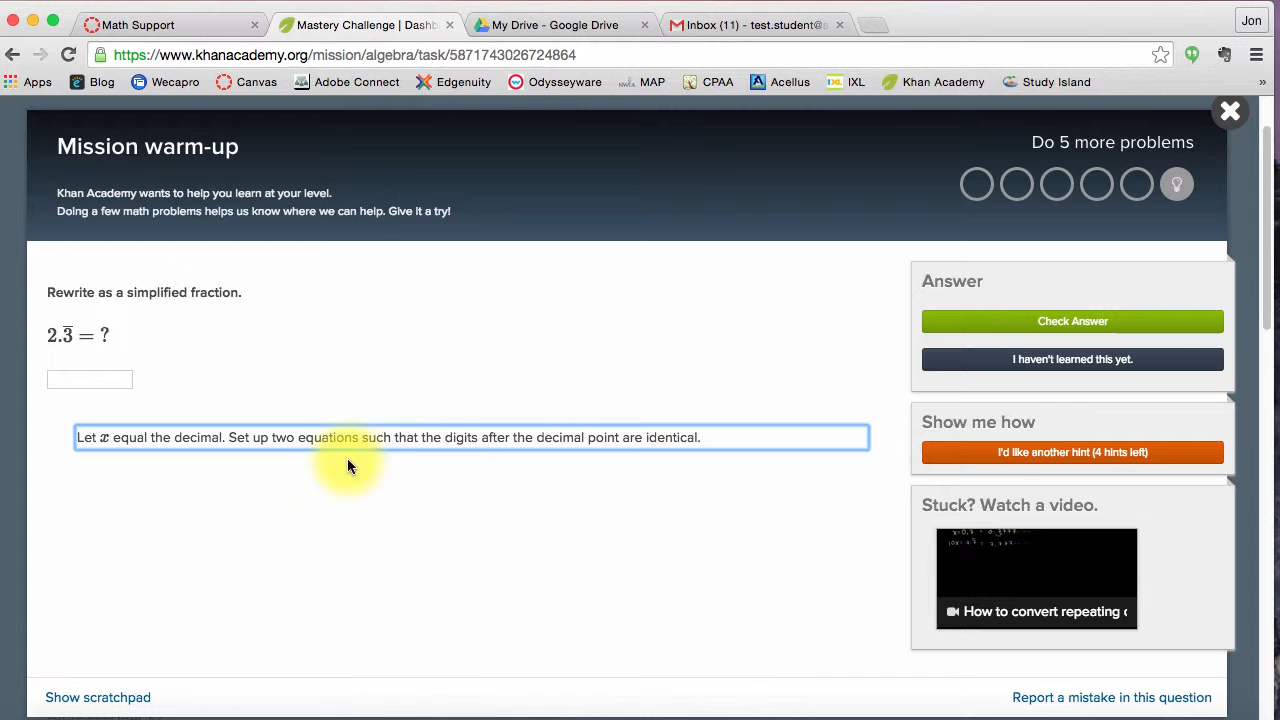 Math Support
Mastery Challenge | Dashb
My Drive - Google Drive
Inbox (11) - test.student@s
Jon
https://www.khanacademy.org/mission/algebra/task/5871743026724864
Apps
Blog
Wecapro
Canvas
Adobe Connect
Edgenuity
Odysseyware
MAP
CPAA
Acellus
IXL
Khan Academy
Study Island
Mission warm-up
Do 5 more problems
Khan Academy wants to help you learn at your level.
Doing a few math problems helps us know where we can help. Give it a try!
Rewrite as a simplified fraction.
2.3̅ = ?
Let x equal the decimal. Set up two equations such that the digits after the decimal point are identical.
Answer
Check Answer
I haven't learned this yet.
Show me how
I'd like another hint (4 hints left)
Stuck? Watch a video.
How to convert repeating d
Show scratchpad
Report a mistake in this question